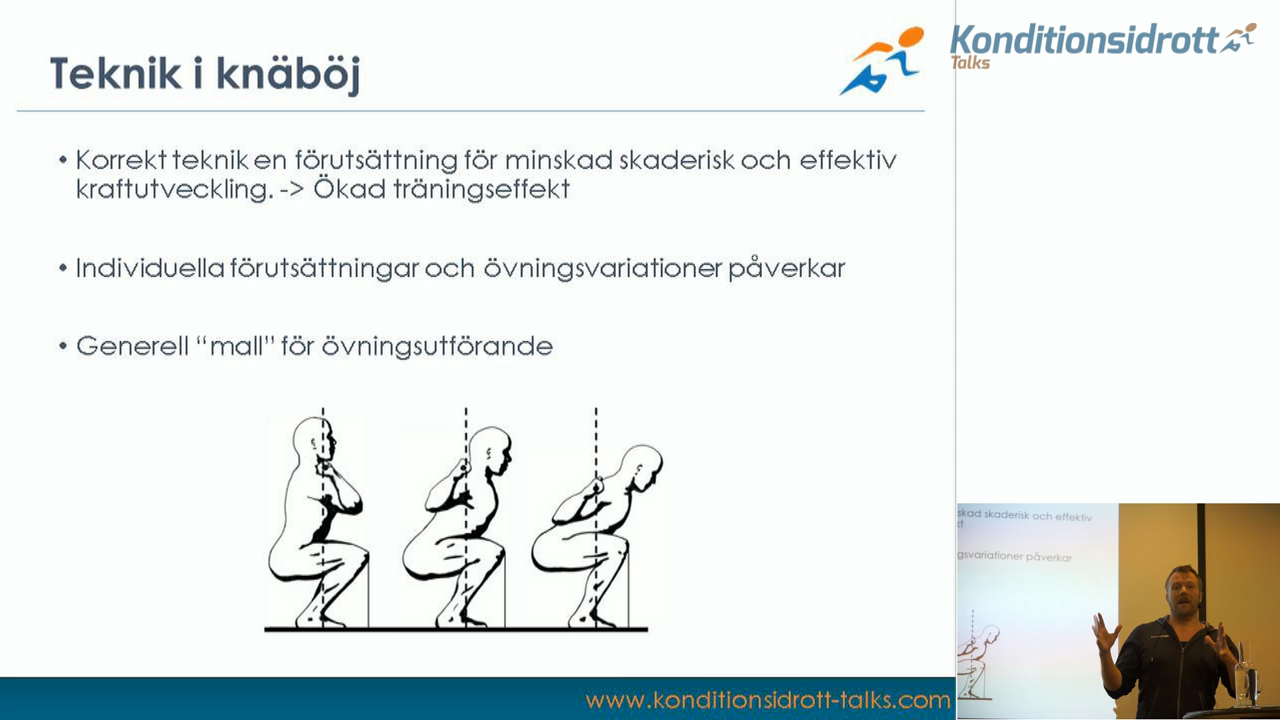 Teknik i knäböj
Konditionsidrott
Talks
• Korrekt teknik en förutsättning för minskad skaderisk och effektiv
kraftutveckling. -> Ökad träningseffekt
• Individuella förutsättningar och övningsvariationer påverkar
• Generell “mall” för övningsutförande
skad skaderisk och effektiv
kt
gsvariationer påverkar
www.konditionsidrott-talks.com